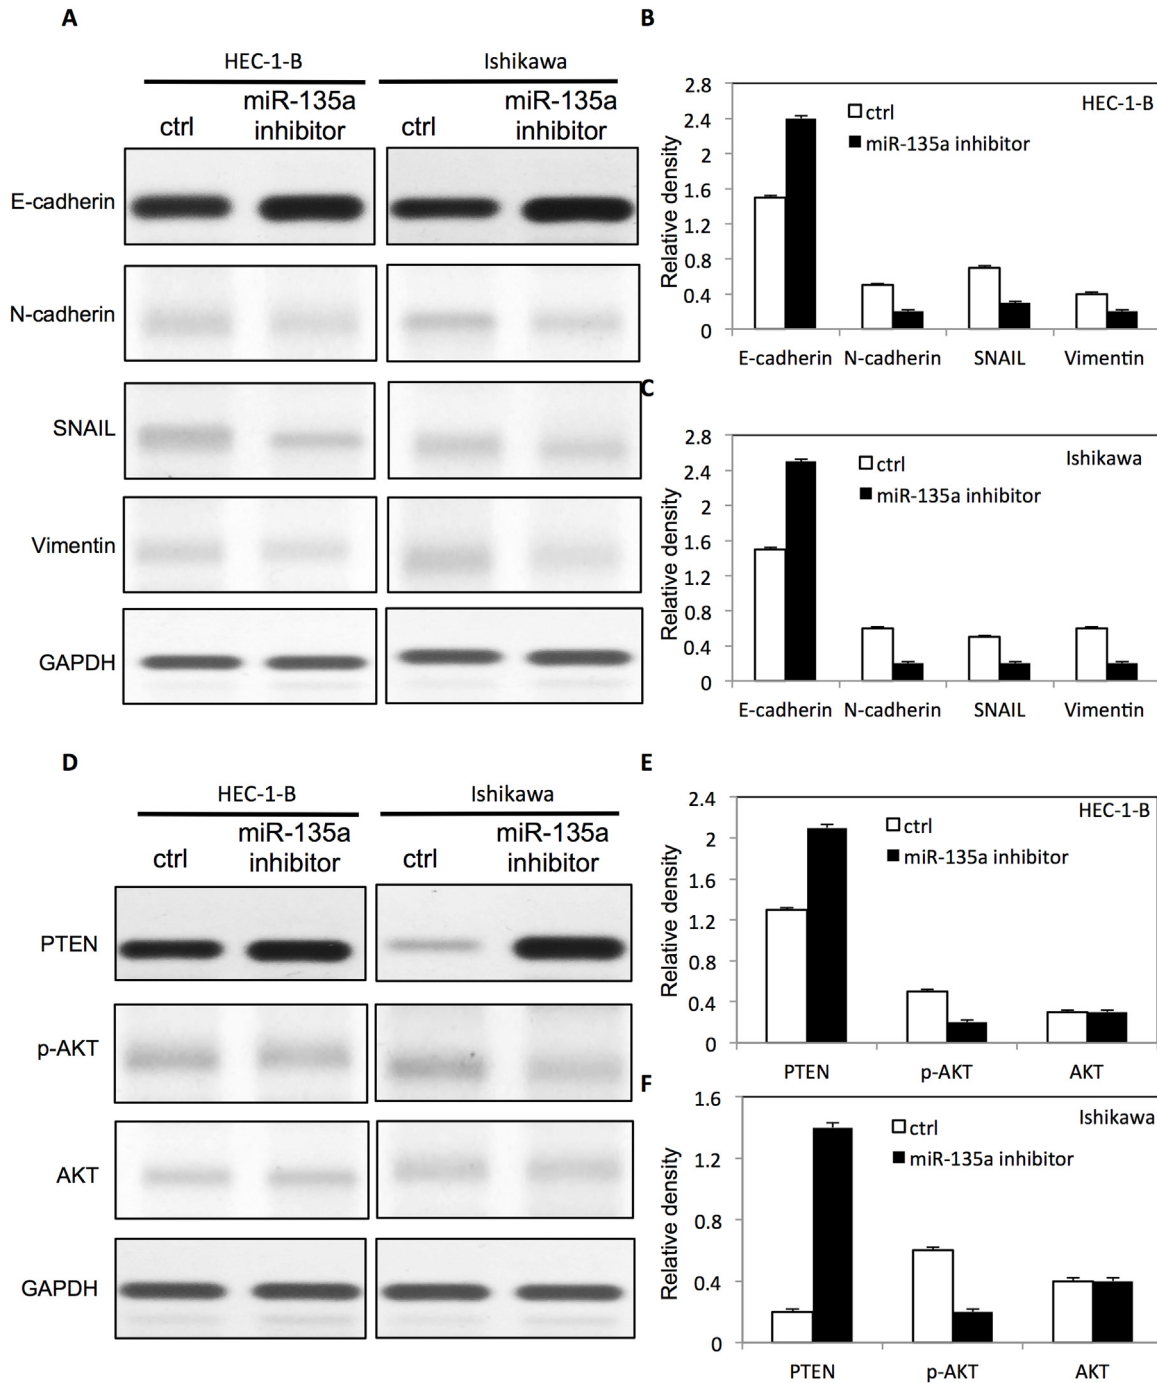 A
HEC-1-B
Ishikawa
ctrl
miR-135a
inhibitor
ctrl
miR-135a
inhibitor
E-cadherin
N-cadherin
SNAIL
Vimentin
GAPDH
B
Relative density
2.8
2.4
2
1.6
1.2
0.8
0.4
0
ctrl
miR-135a inhibitor
HEC-1-B
E-cadherin N-cadherin SNAIL Vimentin
C
Relative density
2.8
2.4
2
1.6
1.2
0.8
0.4
0
ctrl
miR-135a inhibitor
Ishikawa
E-cadherin N-cadherin SNAIL Vimentin
D
HEC-1-B
Ishikawa
ctrl
miR-135a
inhibitor
ctrl
miR-135a
inhibitor
PTEN
p-AKT
AKT
GAPDH
E
Relative density
2.4
2
1.6
1.2
0.8
0.4
0
ctrl
miR-135a inhibitor
HEC-1-B
PTEN p-AKT AKT
F
Relative density
1.6
1.2
0.8
0.4
0
ctrl
miR-135a inhibitor
Ishikawa
PTEN p-AKT AKT